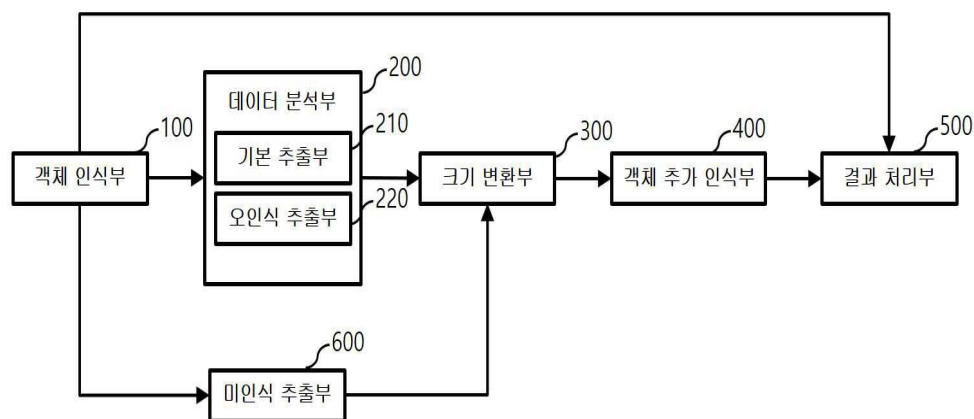 200
데이터 분석부
100
210
300
400
500
객체 인식부
기본 추출부
크기 변환부
객체 추가 인식부
결과 처리부
220
오인식 추출부
600
미인식 추출부